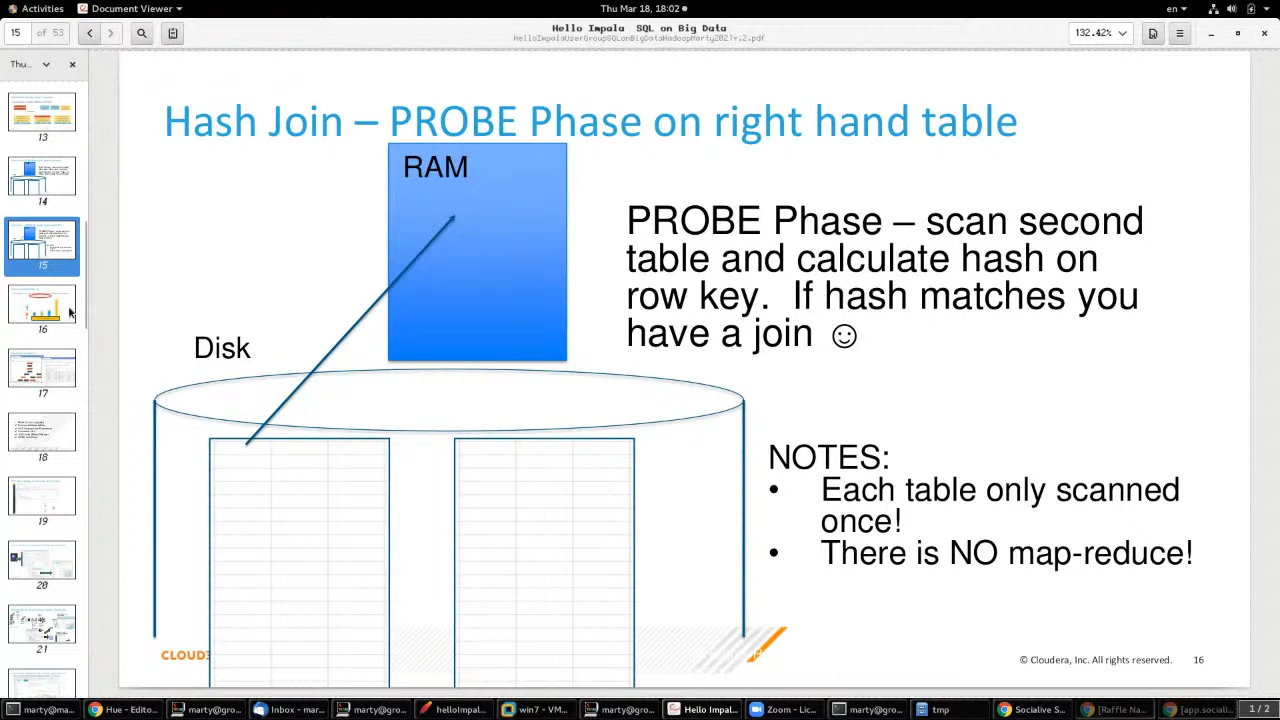 Activities
Document Viewer
Thu Mar 18, 18:02
en
15
of 53
Hello Impala SQL on Big Data
HelloImpalaUserGroupSQLonBigDataHadoopMarty2021v.2.pdf
132.42%
Thu...
13
14
15
16
17
18
19
20
21
Hash Join – PROBE Phase on right hand table
RAM
PROBE Phase – scan second
table and calculate hash on
row key. If hash matches you
have a join ☺
Disk
NOTES:
• Each table only scanned
once!
• There is NO map-reduce!
CLOUD
© Cloudera, Inc. All rights reserved.
16
marty@ma...
Hue - Edito...
marty@gro...
Inbox - mar...
marty@gro...
helloImpal...
win7 - VM...
marty@gro...
Hello Impal...
Zoom - Lic...
marty@gro...
tmp
Socialive S...
[Raffle Na...
[app.sociali...
1 / 2